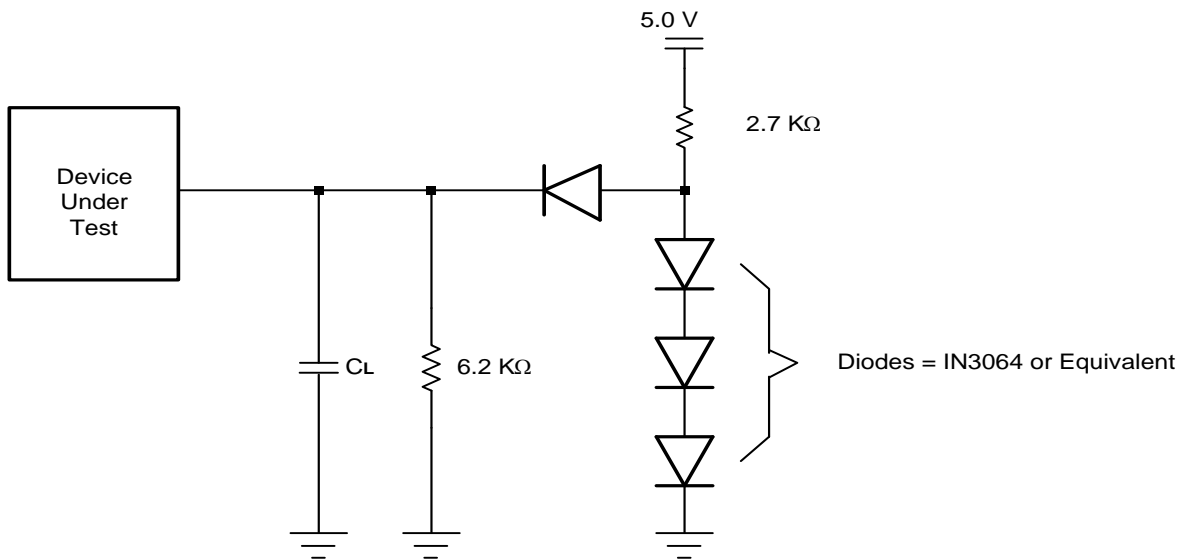 5.0 V
2.7 KΩ
Device
Under
Test
CL
6.2 KΩ
Diodes = IN3064 or Equivalent